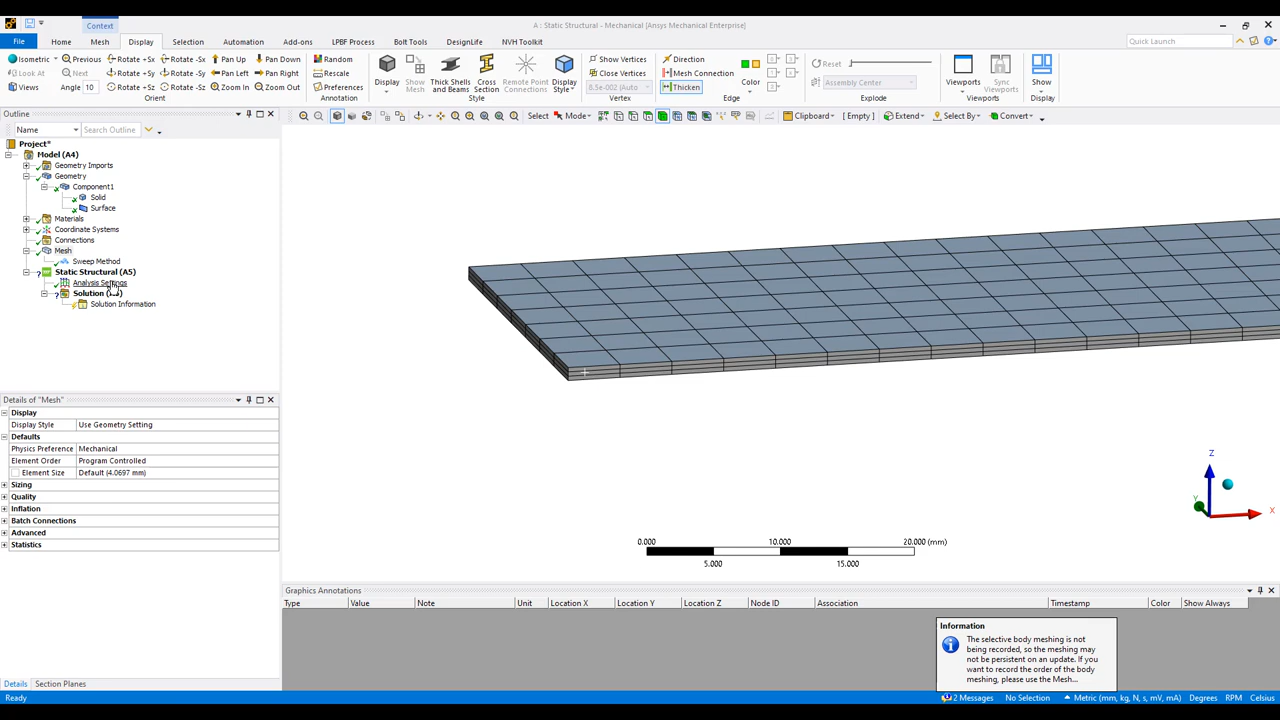 Context
A : Static Structural - Mechanical [Ansys Mechanical Enterprise]
File Home Mesh Display Selection Automation Add-ons LPBF Process Bolt Tools DesignLife NVH Toolkit Quick Launch
Isometric Previous Rotate +Sx Rotate -Sx Pan Up Pan Down Random Show Vertices Direction Reset
Look At Next Rotate +Sy Rotate -Sy Pan Left Pan Right Rescale Close Vertices Mesh Connection Assembly Center
Views Angle 10 Rotate +Sz Rotate -Sz Zoom In Zoom Out Preferences 8.5e-002 (Auto Thicken
Show Mesh Thick Shells and Beams Cross Section Remote Point Connections Display Style Color Viewports Sync Viewports Show
Orient Annotation Style Vertex Edge Explode Viewports Display
Outline
Select Mode Clipboard [ Empty ] Extend Select By Convert
Name Search Outline
Project*
Model (A4)
Geometry Imports
Geometry
Component1
Solid
Surface
Materials
Coordinate Systems
Connections
Mesh
Sweep Method
Static Structural (A5)
Analysis Settings
Solution
Solution Information
Details of "Mesh"
Display
Display Style Use Geometry Setting
Defaults
Physics Preference Mechanical
Element Order Program Controlled
Element Size Default (4.0697 mm)
Sizing
Quality
Inflation
Batch Connections
Advanced
Statistics
Z
Y
X
0.000 10.000 20.000 (mm)
5.000 15.000
Graphics Annotations
Type Value Note Unit Location X Location Y Location Z Node ID Association Timestamp Color Show Always
Information
The selective body meshing is not
being recorded, so the meshing may
not be persistent on an update. If you
want to record the order of the body
meshing, please use the Mesh...
Details Section Planes
Ready 2 Messages No Selection Metric (mm, kg, N, s, mV, mA) Degrees RPM Celsius